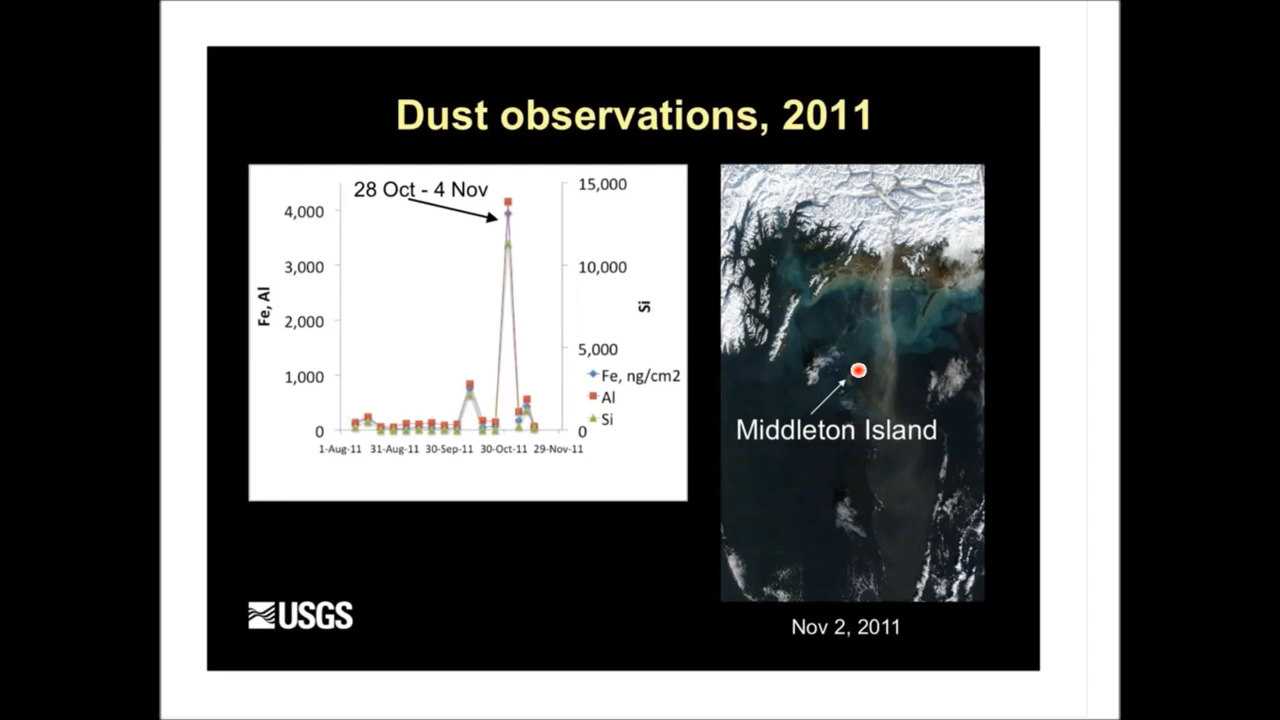 Dust observations, 2011
28 Oct - 4 Nov
15,000
4,000
3,000
10,000
Fe, Al
Si
2,000
5,000
1,000
Fe, ng/cm2
Al
Si
0
0
1-Aug-11 31-Aug-11 30-Sep-11 30-Oct-11 29-Nov-11
Middleton Island
USGS
Nov 2, 2011